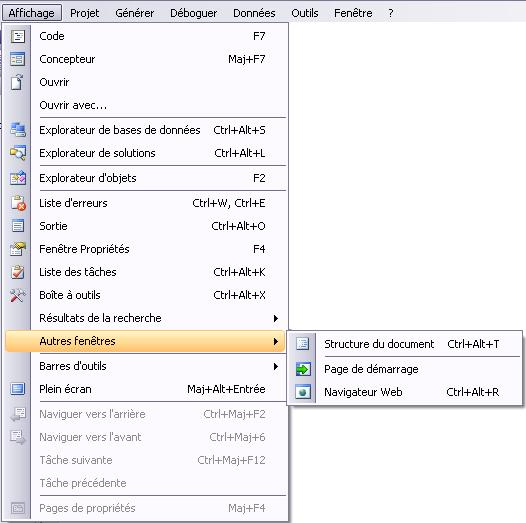 Affichage Projet Générer Déboguer Données Outils Fenêtre ?
Code F7
Concepteur Maj+F7
Ouvrir
Ouvrir avec...
Explorateur de bases de données Ctrl+Alt+S
Explorateur de solutions Ctrl+Alt+L
Explorateur d'objets F2
Liste d'erreurs Ctrl+W, Ctrl+E
Sortie Ctrl+Alt+O
Fenêtre Propriétés F4
Liste des tâches Ctrl+Alt+K
Boîte à outils Ctrl+Alt+X
Résultats de la recherche
Autres fenêtres
Structure du document Ctrl+Alt+T
Page de démarrage
Navigateur Web Ctrl+Alt+R
Barres d'outils
Plein écran Maj+Alt+Entrée
Naviguer vers l'arrière Ctrl+Maj+F2
Naviguer vers l'avant Ctrl+Maj+6
Tâche suivante Ctrl+Maj+F12
Tâche précédente
Pages de propriétés Maj+F4